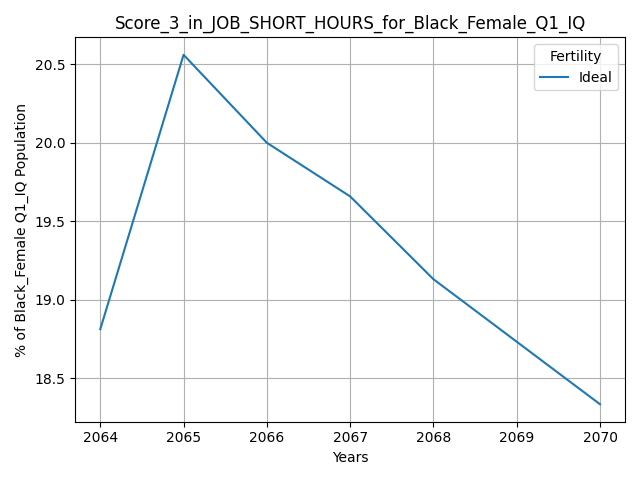 Score_3_in_JOB_SHORT_HOURS_for_Black_Female_Q1_IQ
Fertility
Ideal
% of Black_Female Q1_IQ Population
20.5
20.0
19.5
19.0
18.5
2064 2065 2066 2067 2068 2069 2070
Years